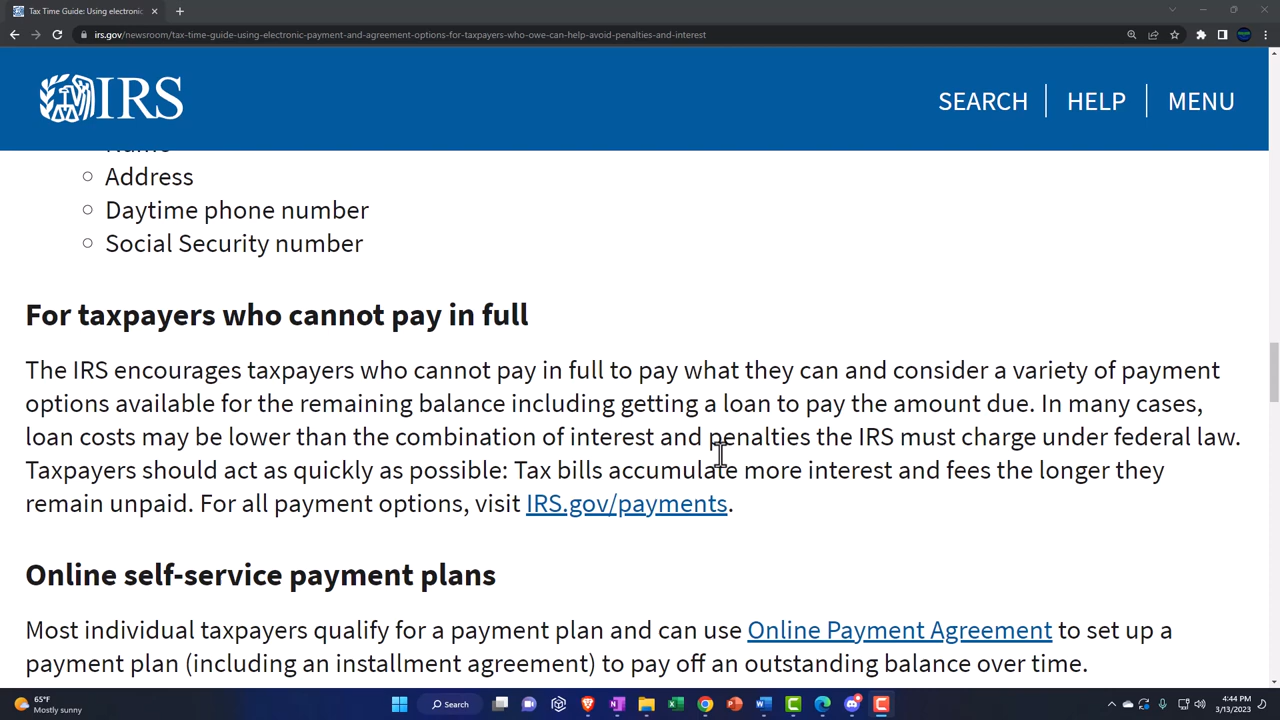 Tax Time Guide: Using electronic
irs.gov/newsroom/tax-time-guide-using-electronic-payment-and-agreement-options-for-taxpayers-who-owe-can-help-avoid-penalties-and-interest
IRS
SEARCH
HELP
MENU
Name
Address
Daytime phone number
Social Security number
For taxpayers who cannot pay in full
The IRS encourages taxpayers who cannot pay in full to pay what they can and consider a variety of payment
options available for the remaining balance including getting a loan to pay the amount due. In many cases,
loan costs may be lower than the combination of interest and penalties the IRS must charge under federal law.
Taxpayers should act as quickly as possible: Tax bills accumulate more interest and fees the longer they
remain unpaid. For all payment options, visit IRS.gov/payments.
Online self-service payment plans
Most individual taxpayers qualify for a payment plan and can use Online Payment Agreement to set up a
payment plan (including an installment agreement) to pay off an outstanding balance over time.
65°F
Mostly sunny
Search
4:44 PM
3/13/2023